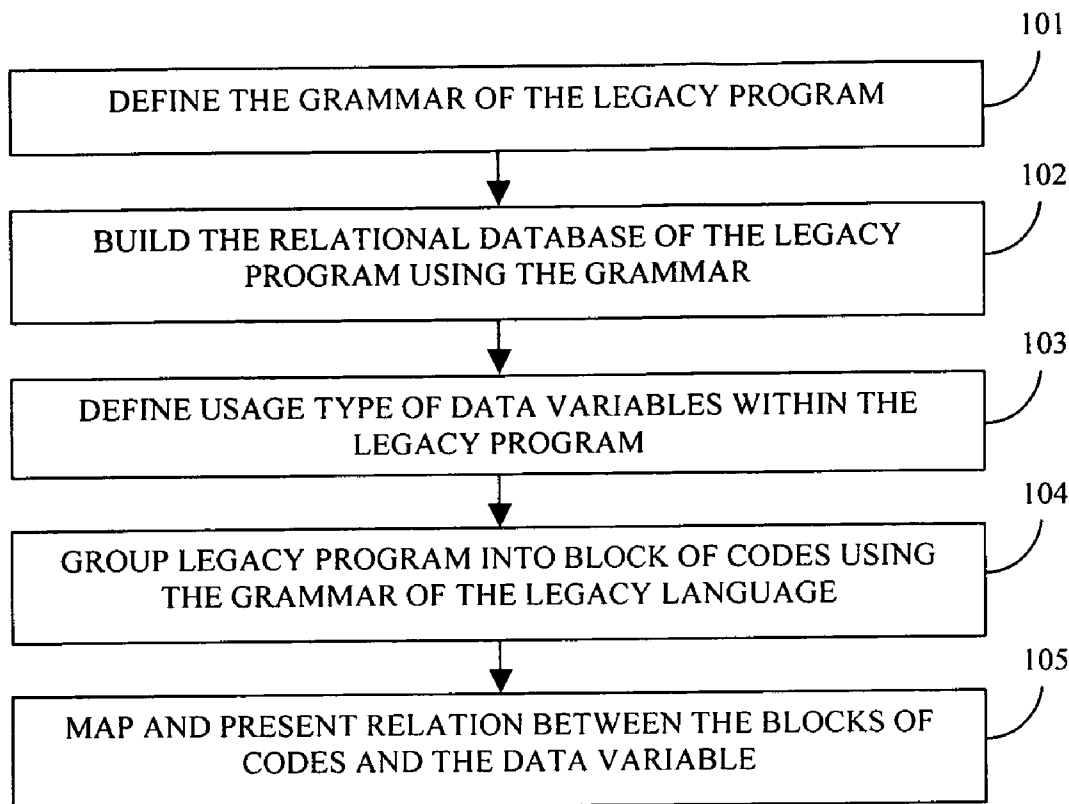 101
DEFINE THE GRAMMAR OF THE LEGACY PROGRAM
102
BUILD THE RELATIONAL DATABASE OF THE LEGACY
PROGRAM USING THE GRAMMAR
103
DEFINE USAGE TYPE OF DATA VARIABLES WITHIN THE
LEGACY PROGRAM
104
GROUP LEGACY PROGRAM INTO BLOCK OF CODES USING
THE GRAMMAR OF THE LEGACY LANGUAGE
105
MAP AND PRESENT RELATION BETWEEN THE BLOCKS OF
CODES AND THE DATA VARIABLE